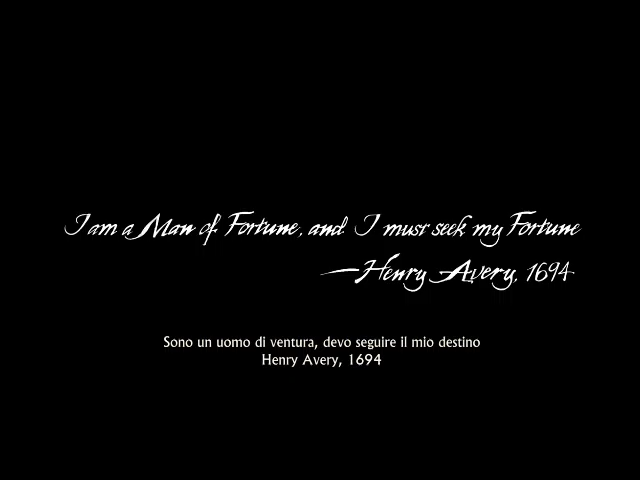 I am a Man of Fortune, and I must seek my Fortune
—Henry Avery, 1694
Sono un uomo di ventura, devo seguire il mio destino
Henry Avery, 1694